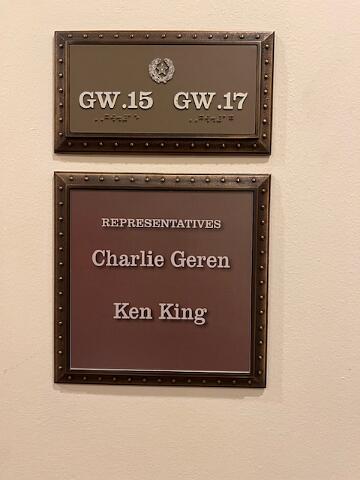 GW.15 GW.17
REPRESENTATIVES
Charlie Geren
Ken King